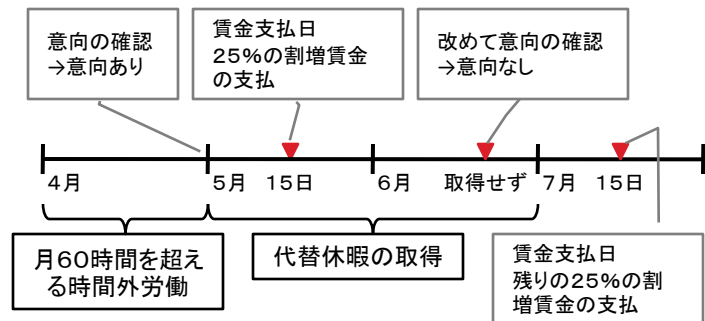 意向の確認
→意向あり
賃金支払日
25%の割増賃金
の支払
改めて意向の確認
→意向なし
4月
5月 15日
6月
取得せず
7月 15日
月60時間を超え
る時間外労働
代替休暇の取得
賃金支払日
残りの25%の割
増賃金の支払